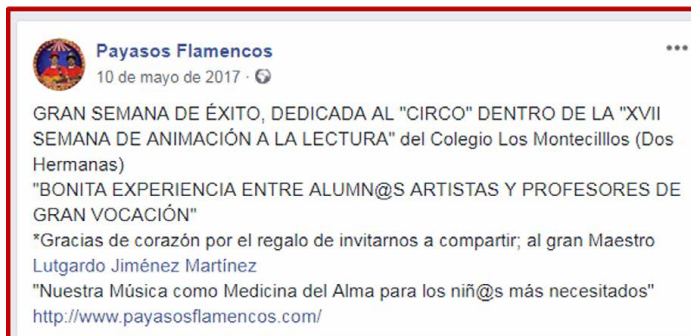 Payasos Flamencos
10 de mayo de 2017 ·
GRAN SEMANA DE ÉXITO, DEDICADA AL "CIRCO" DENTRO DE LA "XVII
SEMANA DE ANIMACIÓN A LA LECTURA" del Colegio Los Montecilllos (Dos
Hermanas)
"BONITA EXPERIENCIA ENTRE ALUMN@S ARTISTAS Y PROFESORES DE
GRAN VOCACIÓN"
*Gracias de corazón por el regalo de invitarnos a compartir; al gran Maestro
Lutgardo Jiménez Martínez
"Nuestra Música como Medicina del Alma para los niñ@s más necesitados"
http://www.payasosflamencos.com/